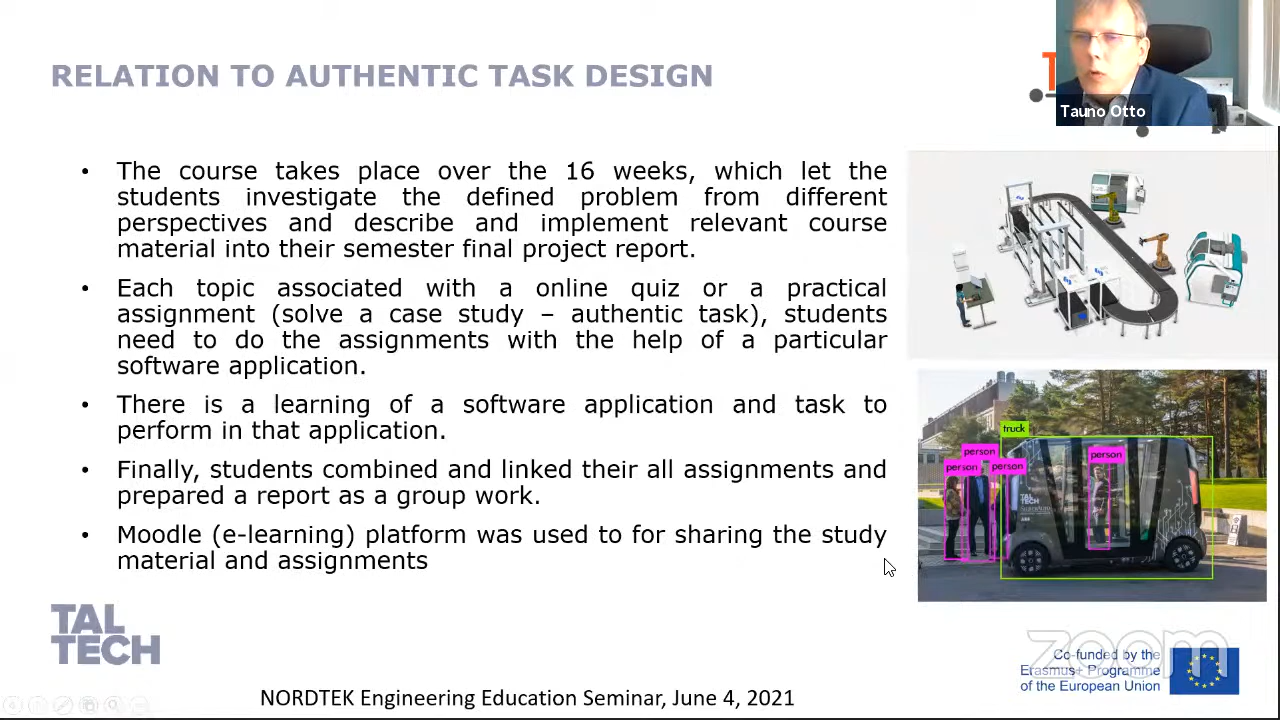 RELATION TO AUTHENTIC TASK DESIGN
T
Tauno Otto
• The course takes place over the 16 weeks, which let the
students investigate the defined problem from different
perspectives and describe and implement relevant course
material into their semester final project report.
• Each topic associated with a online quiz or a practical
assignment (solve a case study – authentic task), students
need to do the assignments with the help of a particular
software application.
• There is a learning of a software application and task to
perform in that application.
• Finally, students combined and linked their all assignments and
prepared a report as a group work.
• Moodle (e-learning) platform was used to for sharing the study
material and assignments
truck
person
person
person
person
TAL
TECH
TAL
TECH
zoom
Co-funded by the
Erasmus+ Programme
of the European Union
NORDTEK Engineering Education Seminar, June 4, 2021